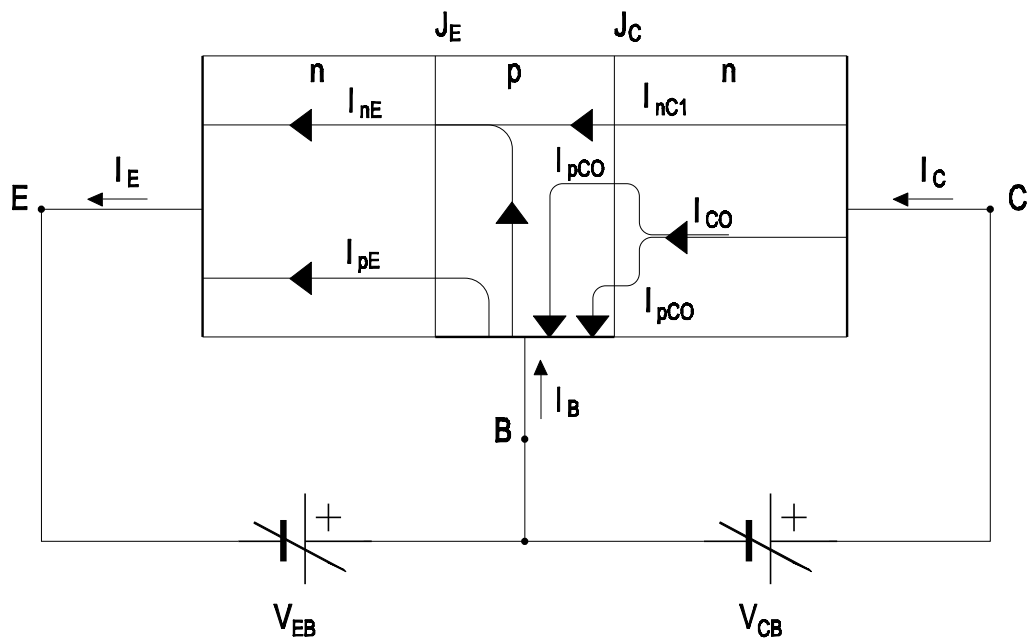 J_E J_C
n p n
I_nE I_nC1
I_pCO
E I_E I_C C
I_CO
I_pE
I_pCO
I_B
B
+ +
V_EB V_CB